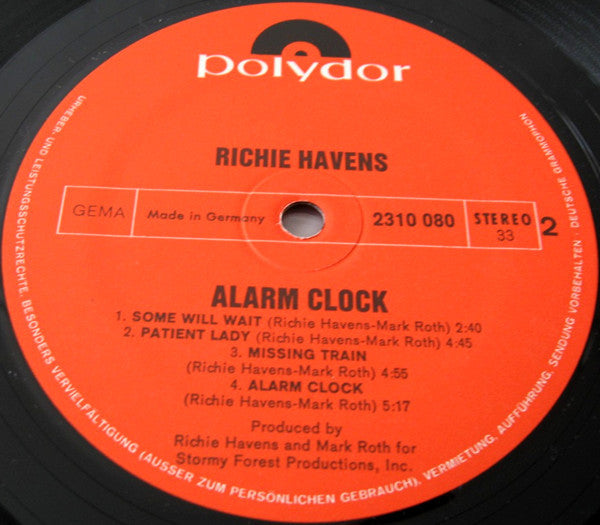 polydor
RICHIE HAVENS
GEMA
Made in Germany
2310 080
STEREO
33
2
ALARM CLOCK
1. SOME WILL WAIT (Richie Havens-Mark Roth) 2:40
2. PATIENT LADY (Richie Havens-Mark Roth) 4:45
3. MISSING TRAIN
(Richie Havens-Mark Roth) 4:55
4. ALARM CLOCK
(Richie Havens-Mark Roth) 5:17
Produced by
Richie Havens and Mark Roth for
Stormy Forest Productions, Inc.
URHEBER- UND LEISTUNGSSCHUTZRECHTE, BESONDERS VERVIELFÄLTIGUNG (AUSSER ZUM PERSÖNLICHEN GEBRAUCH), VERMIETUNG, AUFFÜHRUNG, SENDUNG VORBEHALTEN DEUTSCHE GRAMMOPHON